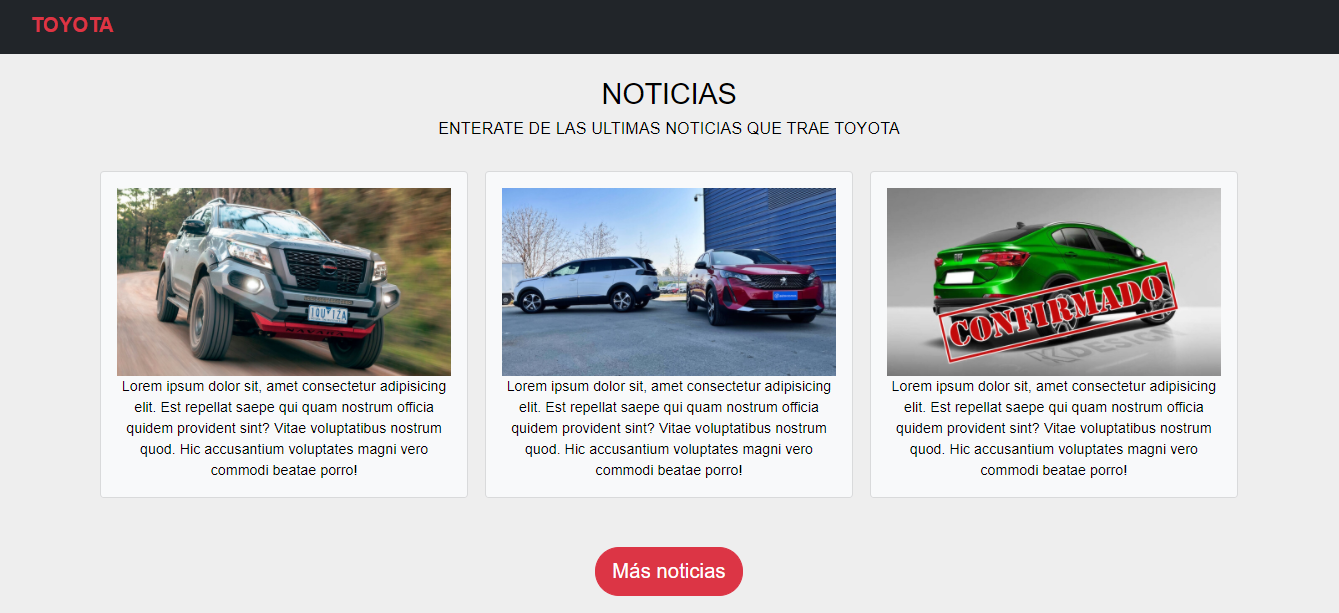 TOYOTA
NOTICIAS
ENTERATE DE LAS ULTIMAS NOTICIAS QUE TRAE TOYOTA
1QU 1ZA
NAVARA
Lorem ipsum dolor sit, amet consectetur adipisicing
elit. Est repellat saepe qui quam nostrum officia
quidem provident sint? Vitae voluptatibus nostrum
quod. Hic accusantium voluptates magni vero
commodi beatae porro!
Lorem ipsum dolor sit, amet consectetur adipisicing
elit. Est repellat saepe qui quam nostrum officia
quidem provident sint? Vitae voluptatibus nostrum
quod. Hic accusantium voluptates magni vero
commodi beatae porro!
CONFIRMADO
KDESIGN
Lorem ipsum dolor sit, amet consectetur adipisicing
elit. Est repellat saepe qui quam nostrum officia
quidem provident sint? Vitae voluptatibus nostrum
quod. Hic accusantium voluptates magni vero
commodi beatae porro!
Más noticias